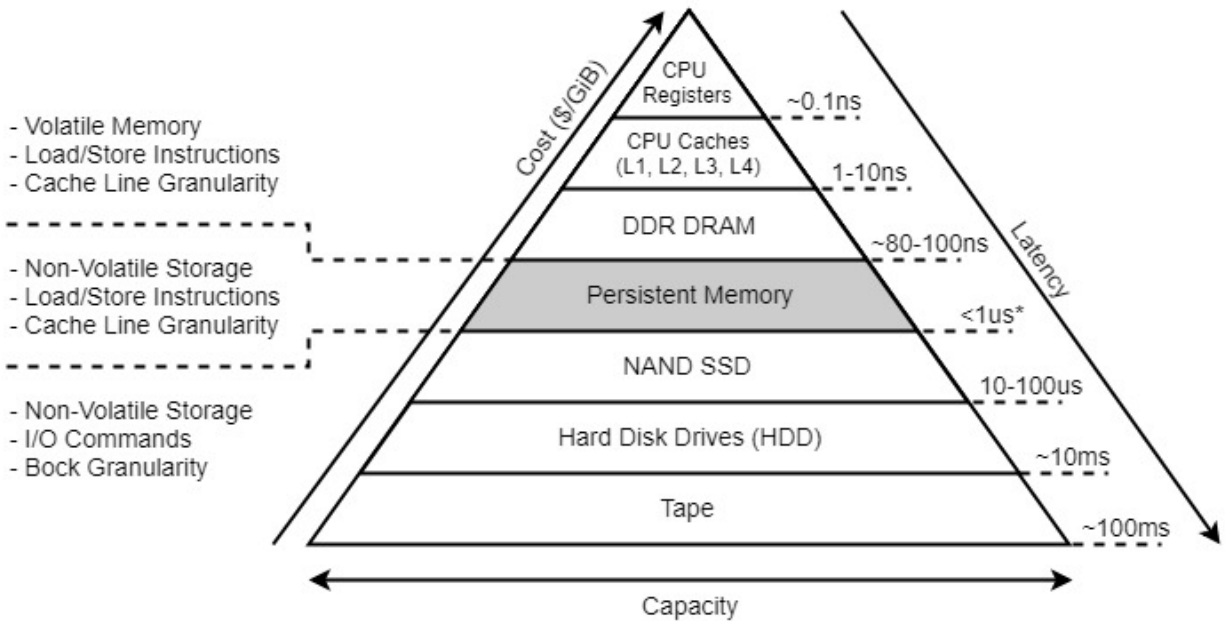 CPU
Registers
~0.1ns
Cost ($/GiB)
- Volatile Memory
- Load/Store Instructions
- Cache Line Granularity
CPU Caches
(L1, L2, L3, L4)
1-10ns
DDR DRAM
~80-100ns
Latency
- Non-Volatile Storage
- Load/Store Instructions
- Cache Line Granularity
Persistent Memory
<1us*
NAND SSD
10-100us
- Non-Volatile Storage
- I/O Commands
- Bock Granularity
Hard Disk Drives (HDD)
~10ms
Tape
~100ms
Capacity